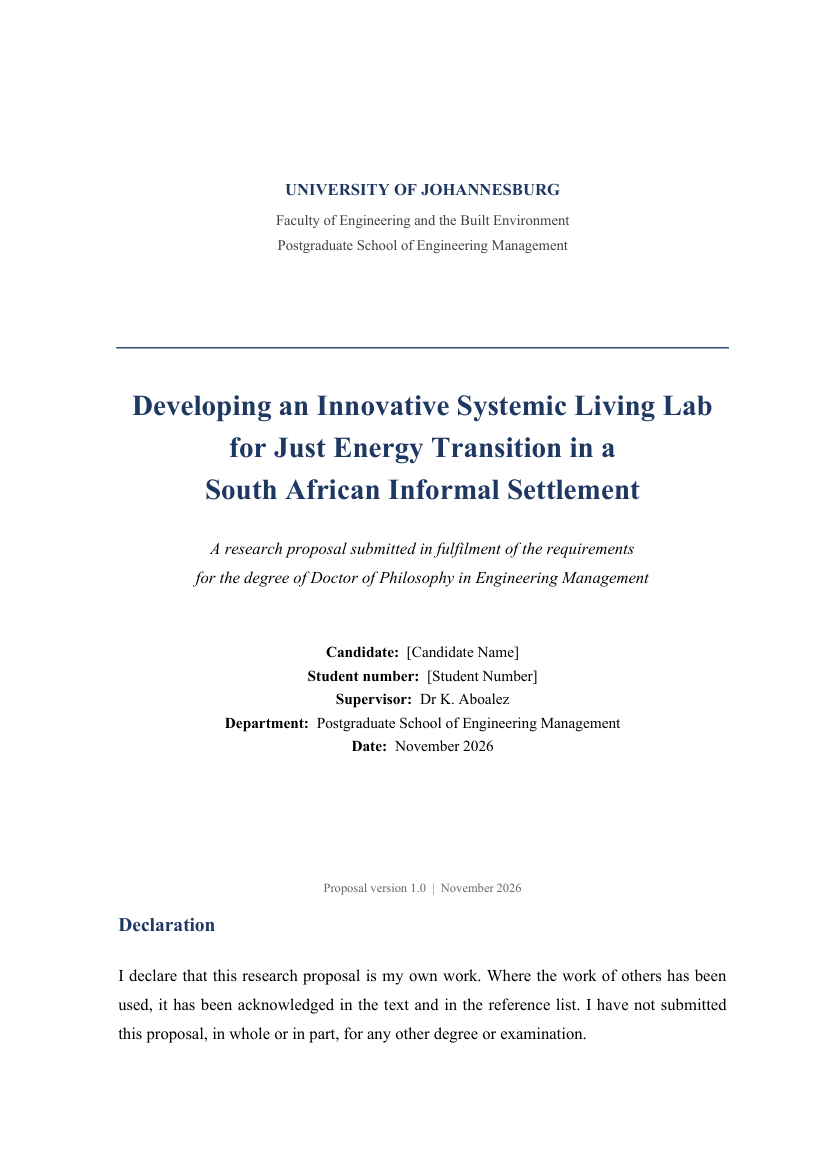 UNIVERSITY OF JOHANNESBURG
Faculty of Engineering and the Built Environment
Postgraduate School of Engineering Management
Developing an Innovative Systemic Living Lab
for Just Energy Transition in a
South African Informal Settlement
A research proposal submitted in fulfilment of the requirements
for the degree of Doctor of Philosophy in Engineering Management
Candidate: [Candidate Name]
Student number: [Student Number]
Supervisor: Dr K. Aboalez
Department: Postgraduate School of Engineering Management
Date: November 2026
Proposal version 1.0 | November 2026
Declaration
I declare that this research proposal is my own work. Where the work of others has been
used, it has been acknowledged in the text and in the reference list. I have not submitted
this proposal, in whole or in part, for any other degree or examination.